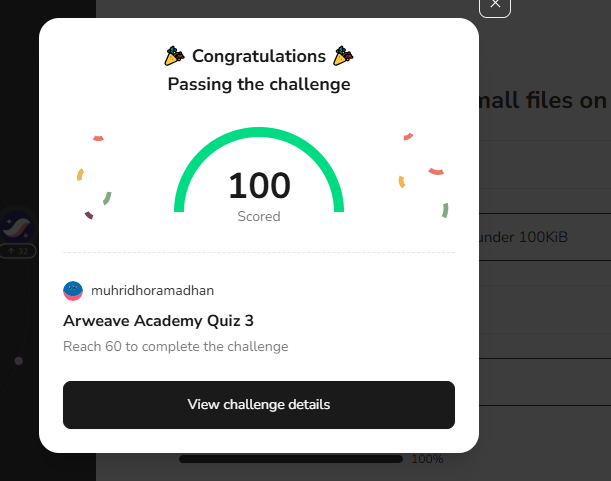 Congratulations
Passing the challenge
100
Scored
muhridhoramadhan
Arweave Academy Quiz 3
Reach 60 to complete the challenge
View challenge details
small files on
under 100KiB
32
100%